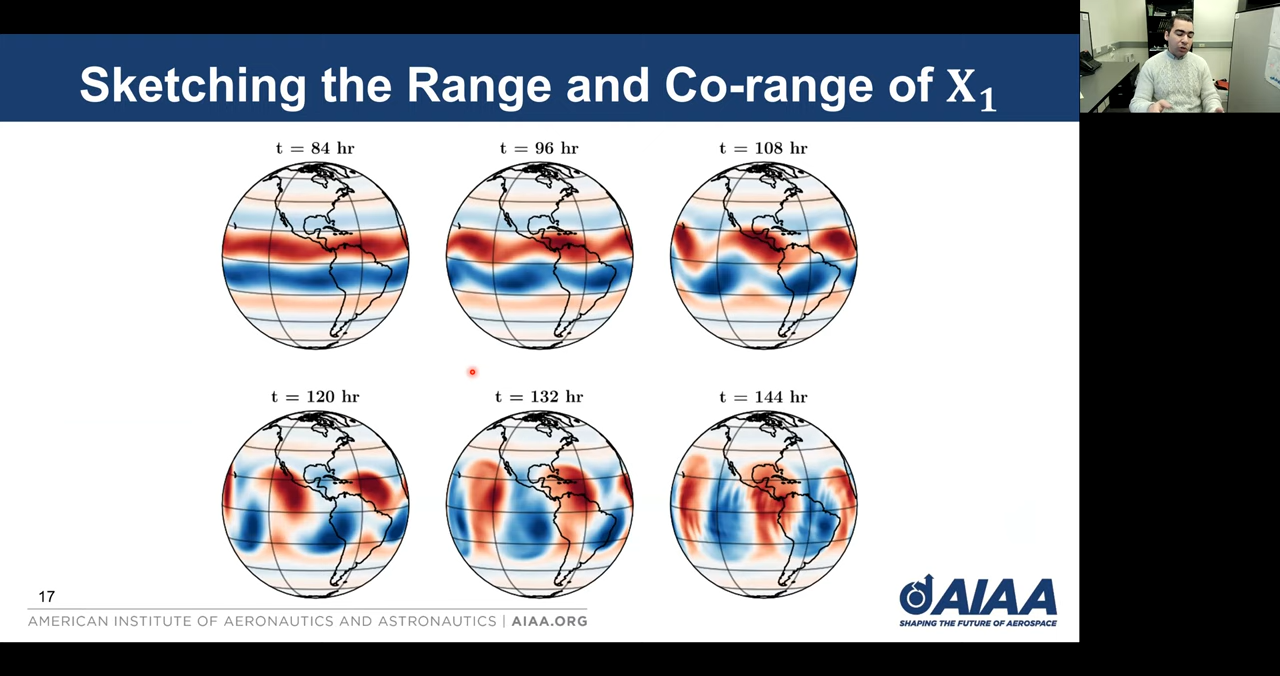 Sketching the Range and Co-range of X₁
t = 84 hr
t = 96 hr
t = 108 hr
t = 120 hr
t = 132 hr
t = 144 hr
17
AMERICAN INSTITUTE OF AERONAUTICS AND ASTRONAUTICS | AIAA.ORG
AIAA
SHAPING THE FUTURE OF AEROSPACE